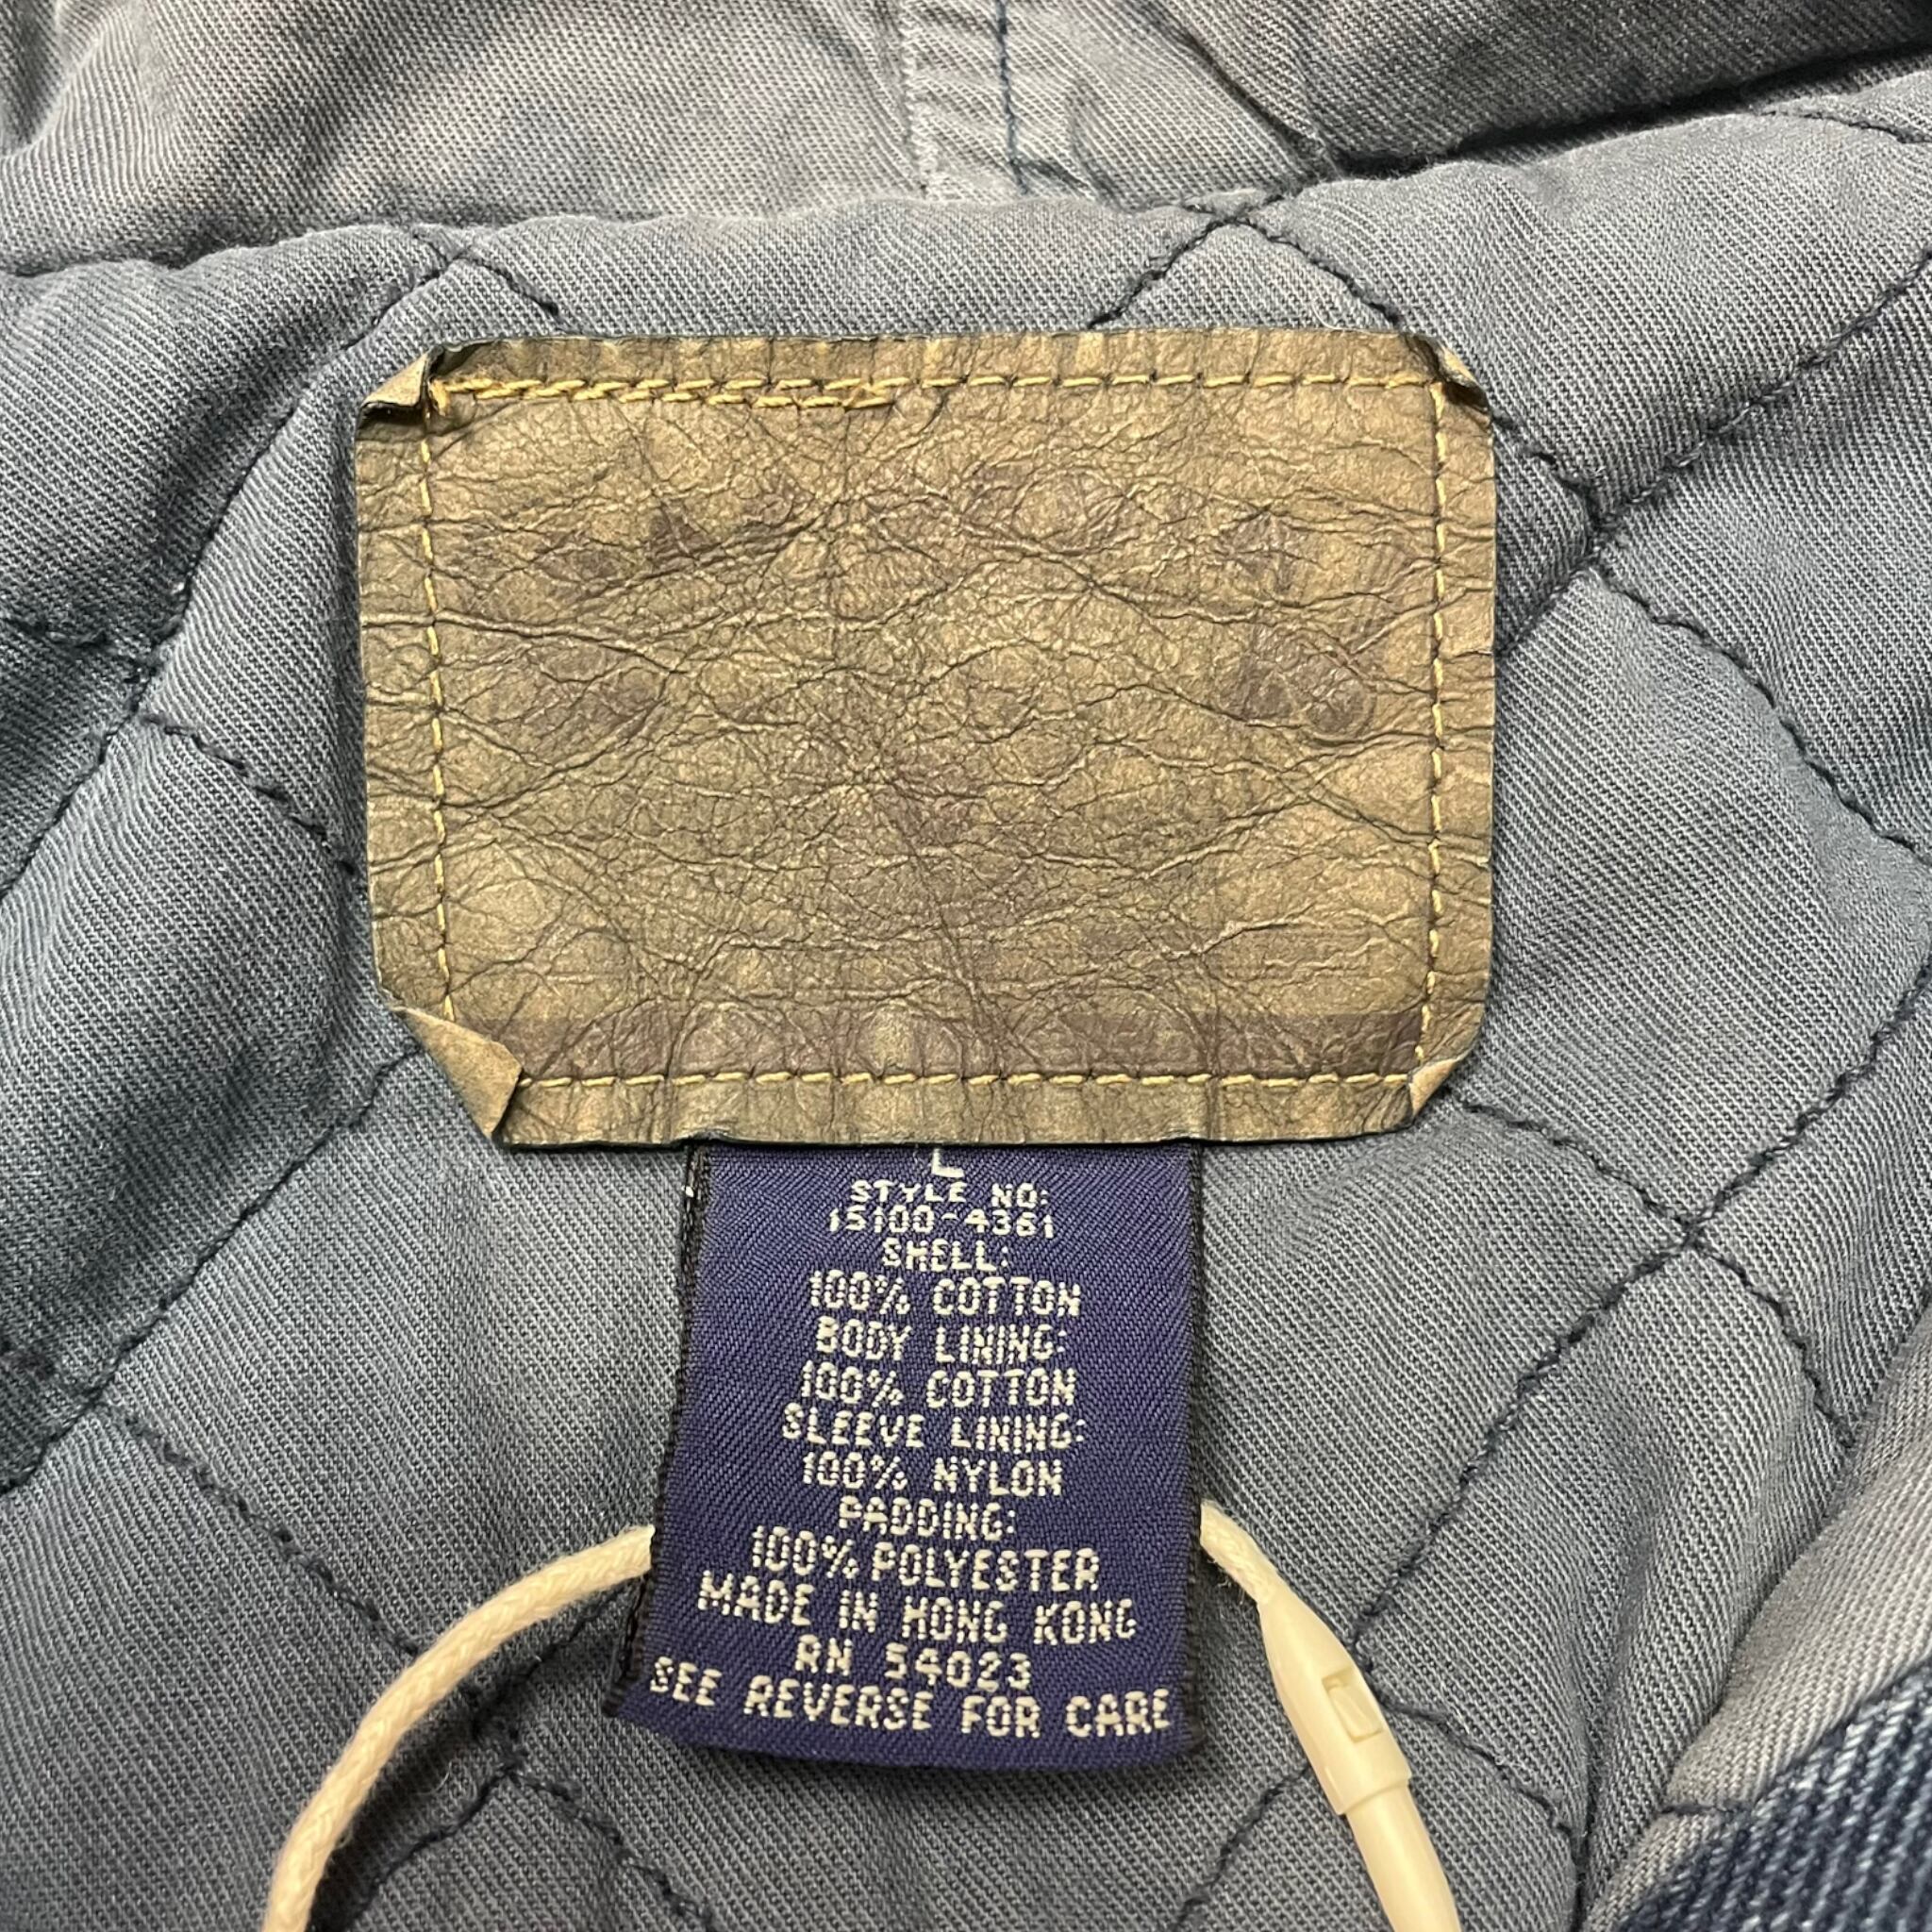 L
STYLE NO:
15100-4361
SHELL:
100% COTTON
BODY LINING:
100% COTTON
SLEEVE LINING:
100% NYLON
PADDING:
100% POLYESTER
MADE IN HONG KONG
RN 54023
SEE REVERSE FOR CARE